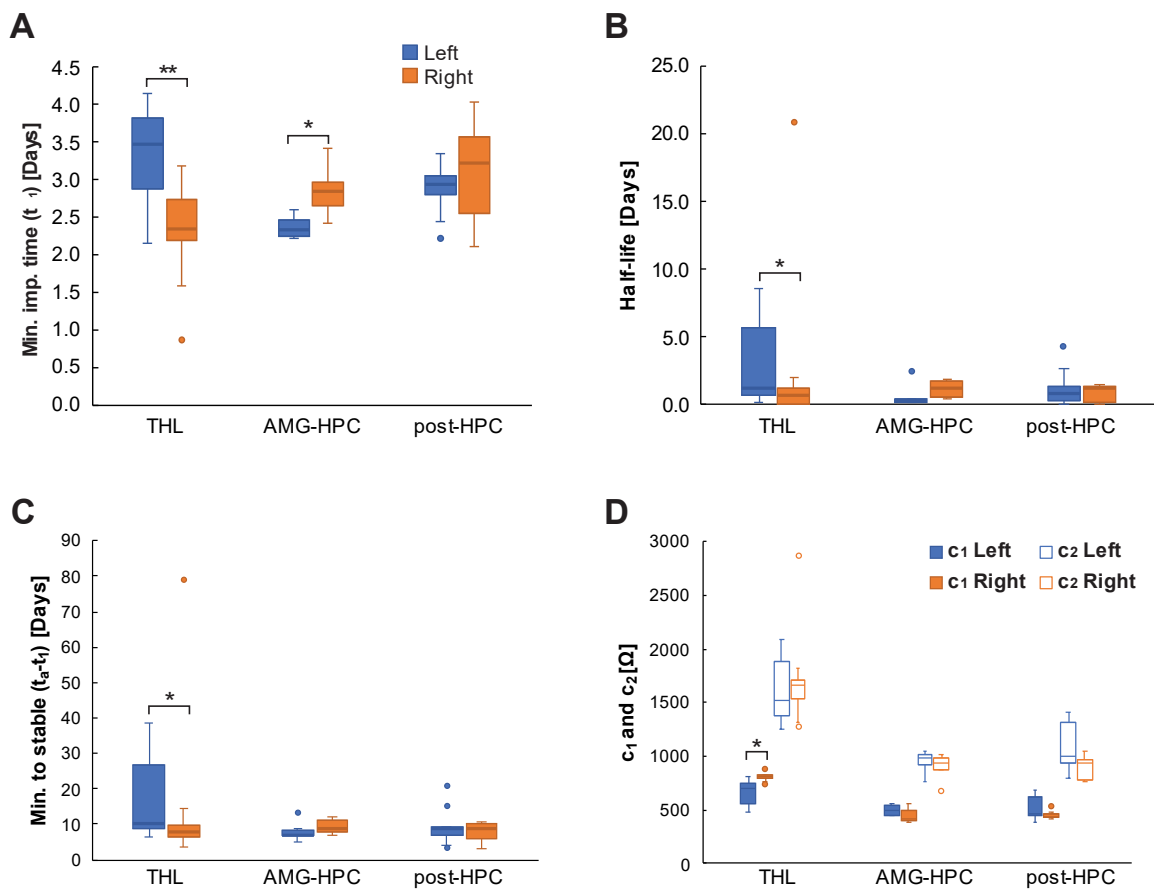 A
Left
Right
Min. imp. time (t 1) [Days]
4.5
4.0
3.5
3.0
2.5
2.0
1.5
1.0
0.5
0.0
**
*
THL AMG-HPC post-HPC
B
Half-life [Days]
25.0
20.0
15.0
10.0
5.0
0.0
*
THL AMG-HPC post-HPC
C
Min. to stable (ta-t1) [Days]
90
80
70
60
50
40
30
20
10
0
*
THL AMG-HPC post-HPC
D
c1 Left c2 Left
c1 Right c2 Right
c1 and c2 [Ω]
3000
2500
2000
1500
1000
500
0
*
THL AMG-HPC post-HPC